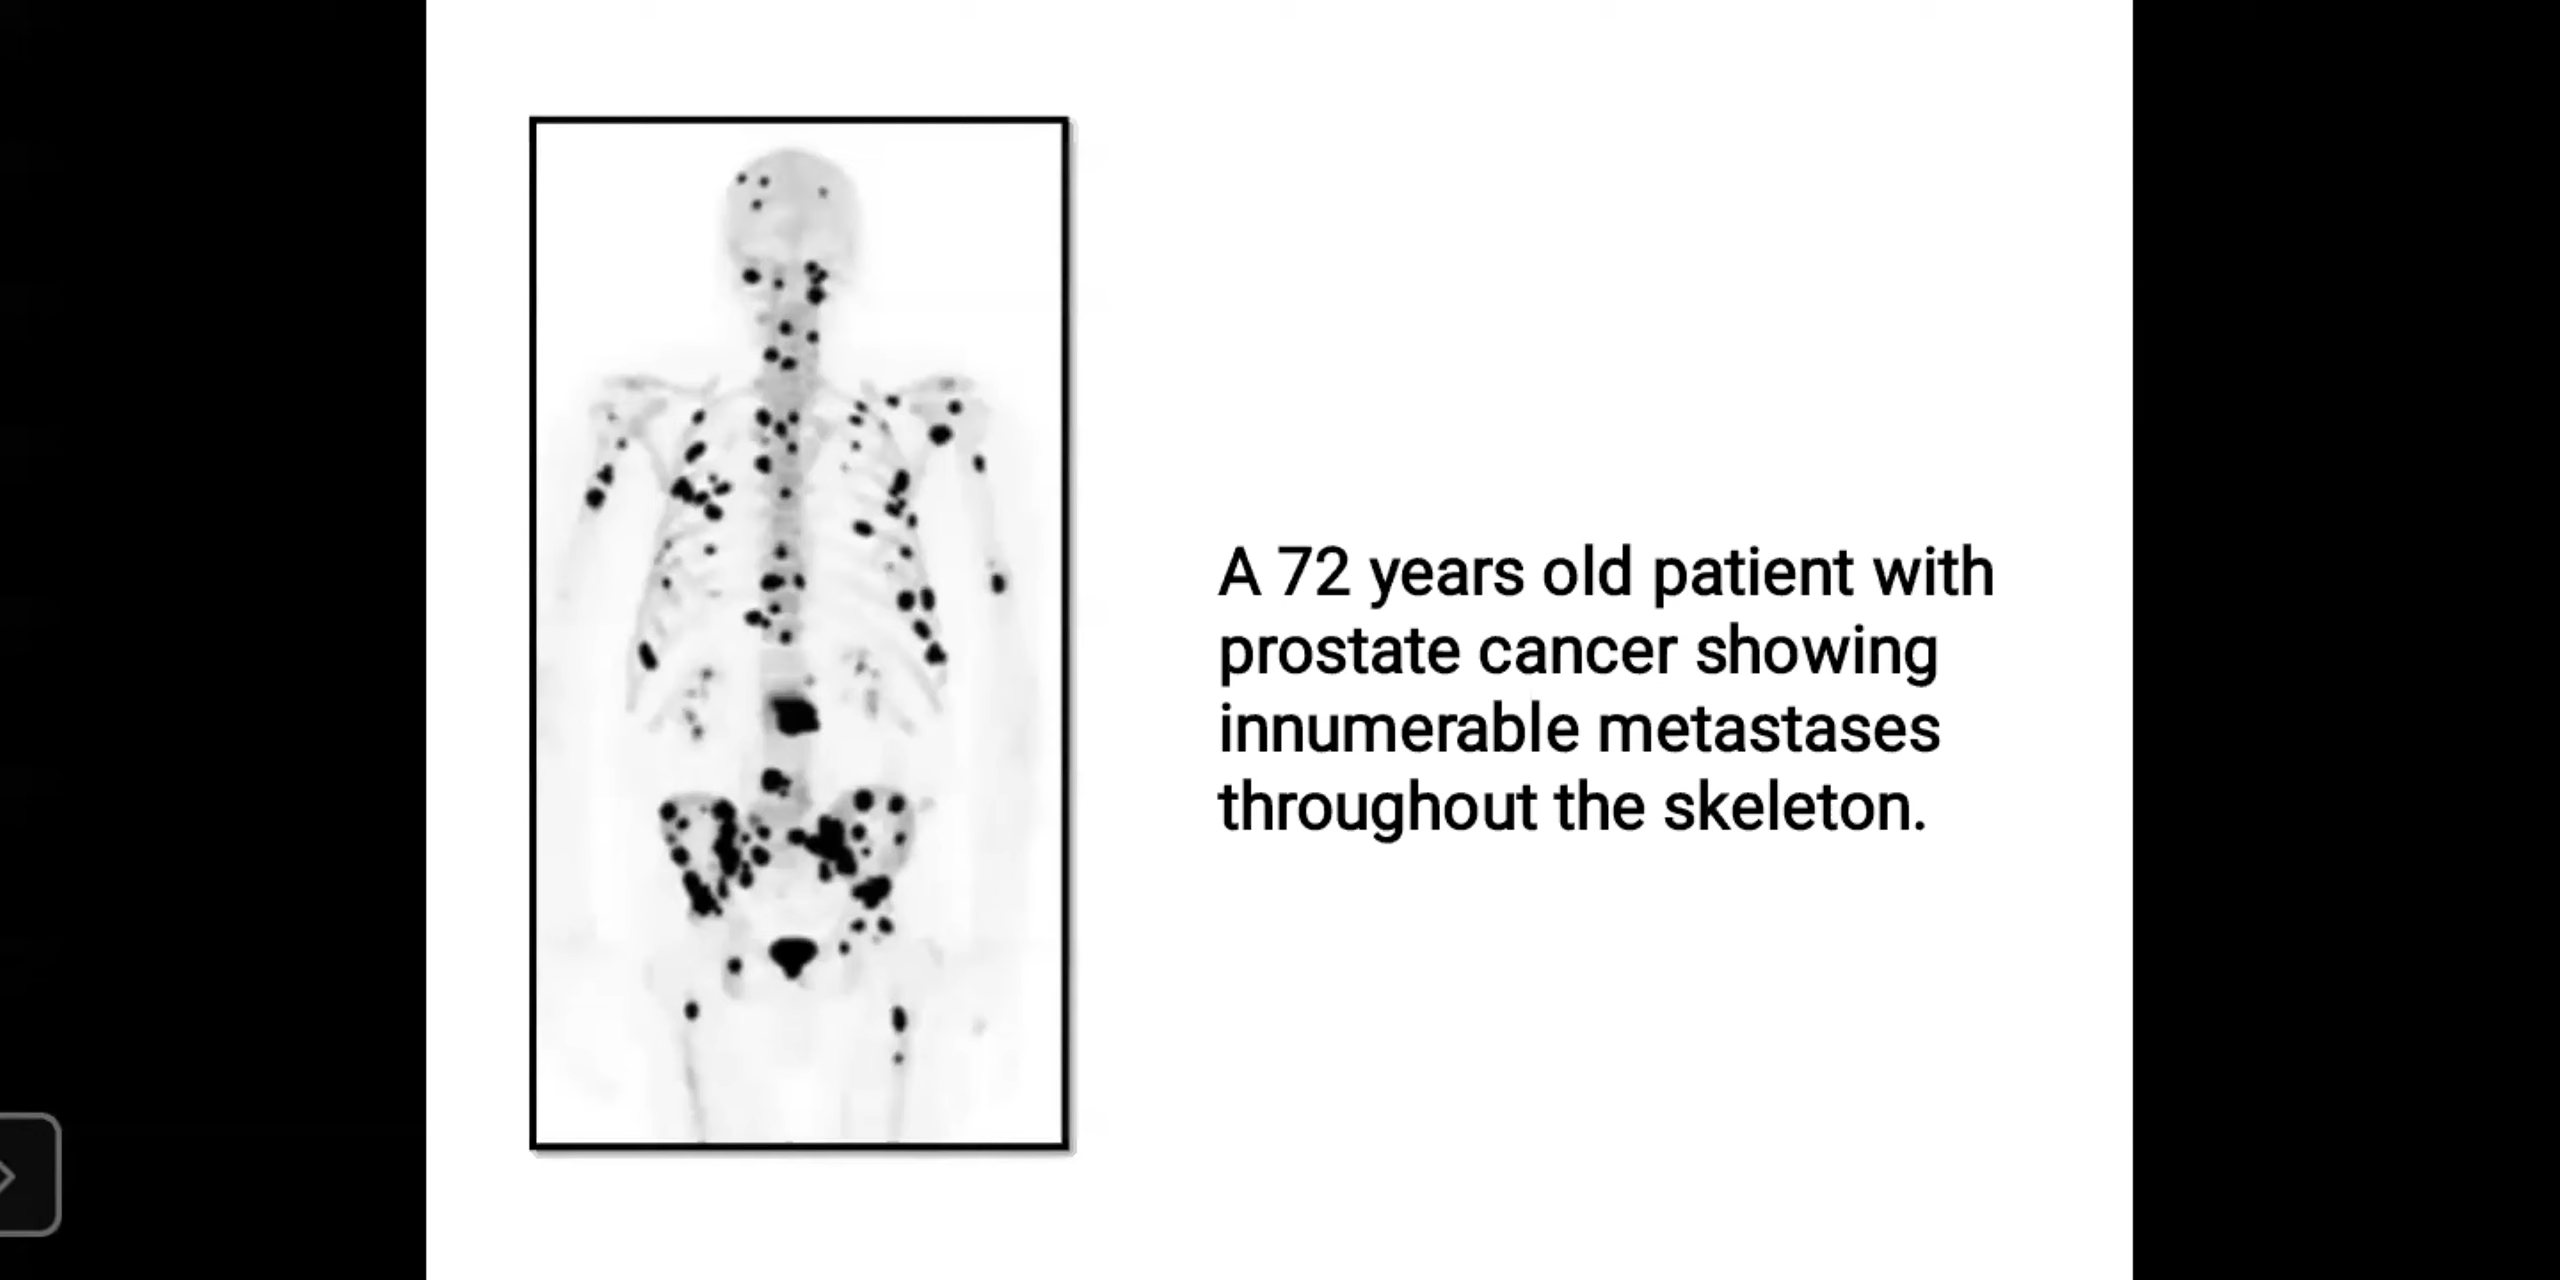 A 72 years old patient with
prostate cancer showing
innumerable metastases
throughout the skeleton.